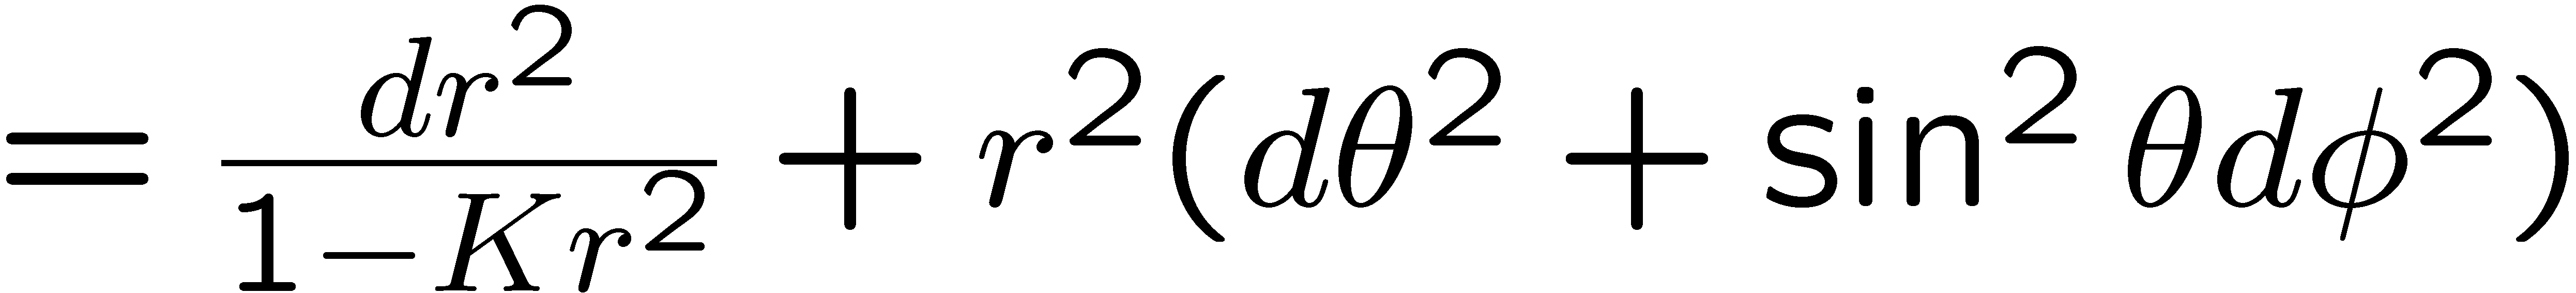 = \frac{dr^2}{1-Kr^2} + r^2(d\theta^2 + \sin^2 \theta d\phi^2)